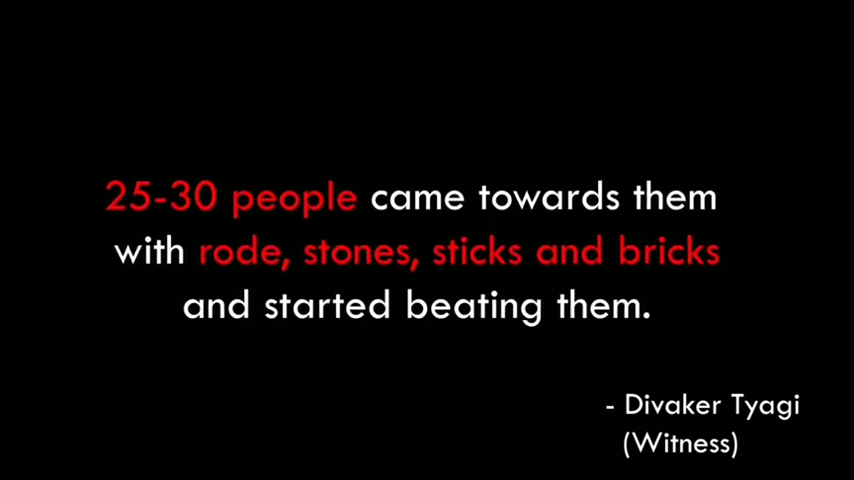 25-30 people came towards them
with rode, stones, sticks and bricks
and started beating them.
- Divaker Tyagi
(Witness)